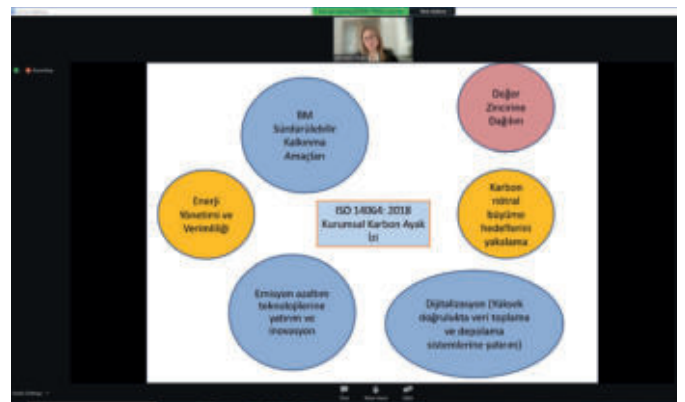 BM
Sürdürülebilir
Kalkınma
Amaçları
Değer
Zincirine
Dağılım
Enerji
Yönetimi ve
Verimliliği
ISO 14064: 2018
Kurumsal Karbon Ayak
İzi
Karbon
nötral
büyüme
hedeflerini
yakalama
Emisyon azaltım
teknolojilerine
yatırım ve
inovasyon
Dijitalizasyon (Yüksek
doğrulukta veri toplama
ve depolama
sistemlerine yatırım)